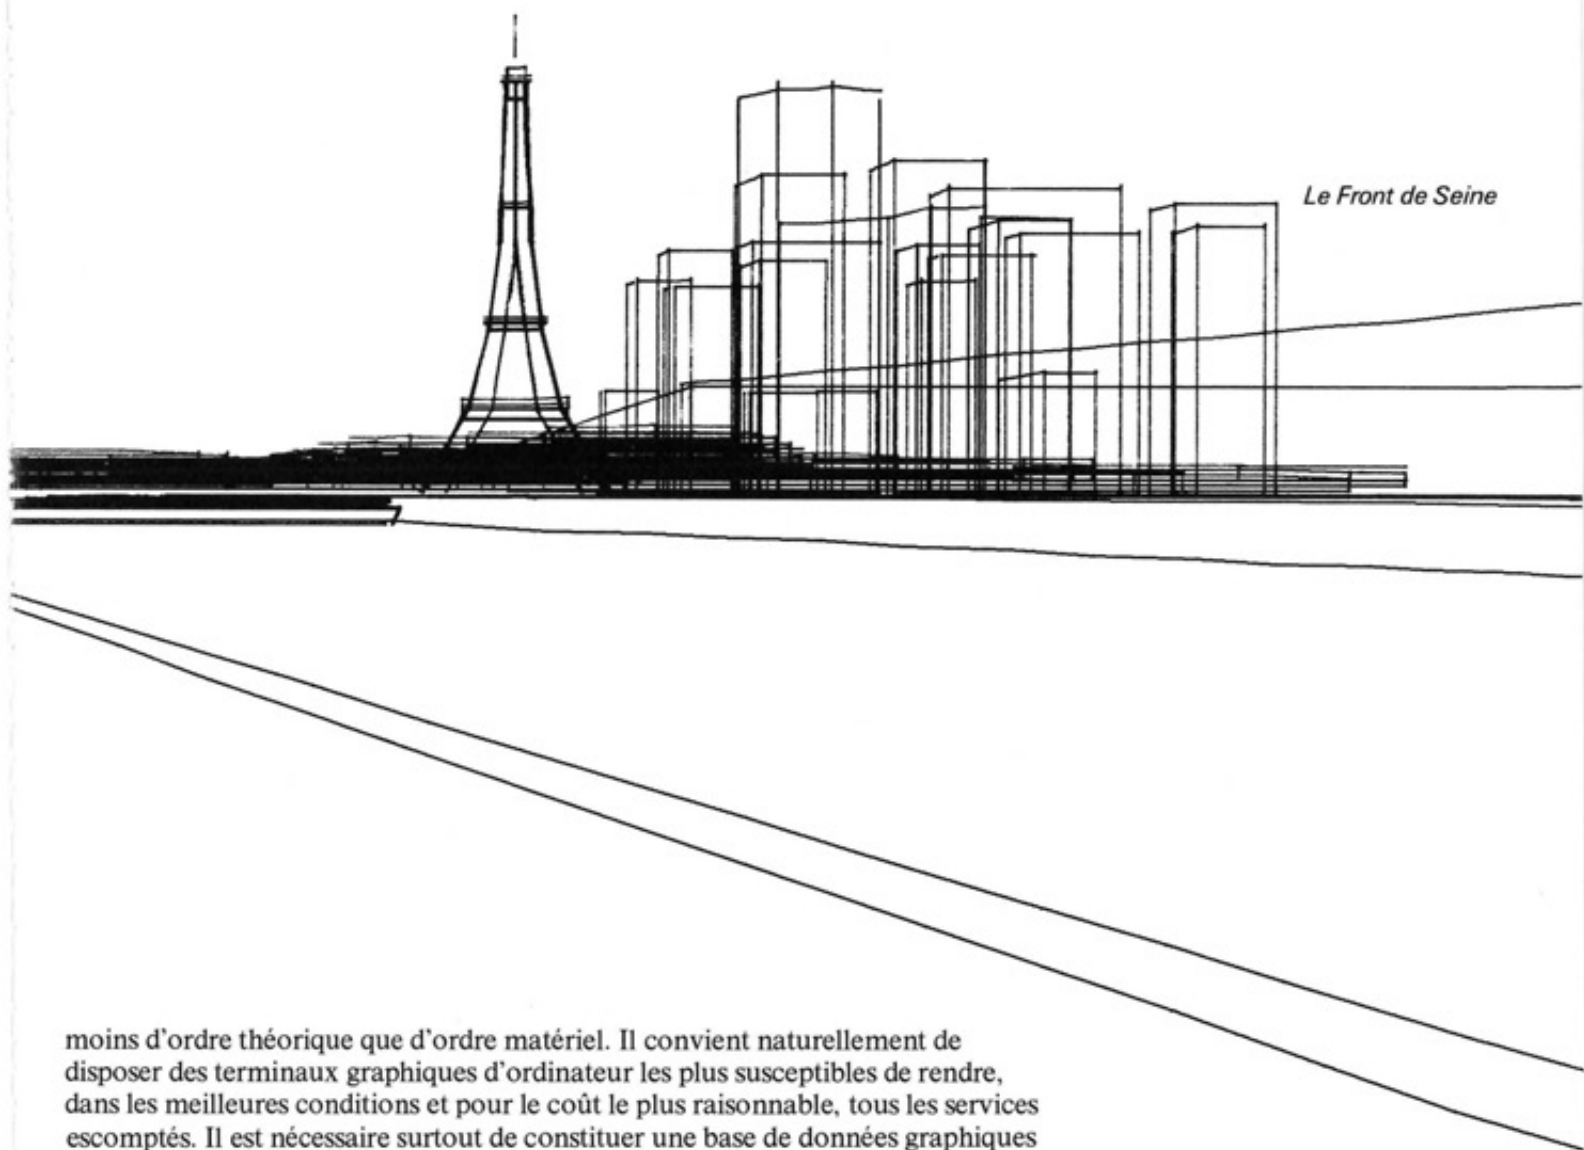 Le Front de Seine
moins d'ordre théorique que d'ordre matériel. Il convient naturellement de
disposer des terminaux graphiques d'ordinateur les plus susceptibles de rendre,
dans les meilleures conditions et pour le coût le plus raisonnable, tous les services
escomptés. Il est nécessaire surtout de constituer une base de données graphiques